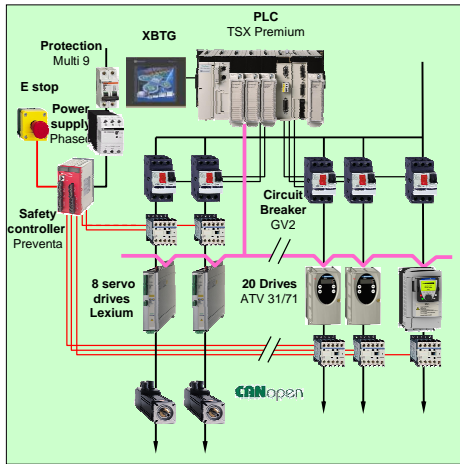 PLC
TSX Premium
XBTG
Protection
Multi 9
E stop
Power
supply
Phaseo
Safety
controller
Preventa
Circuit
Breaker
GV2
8 servo
drives
Lexium
20 Drives
ATV 31/71
CANopen